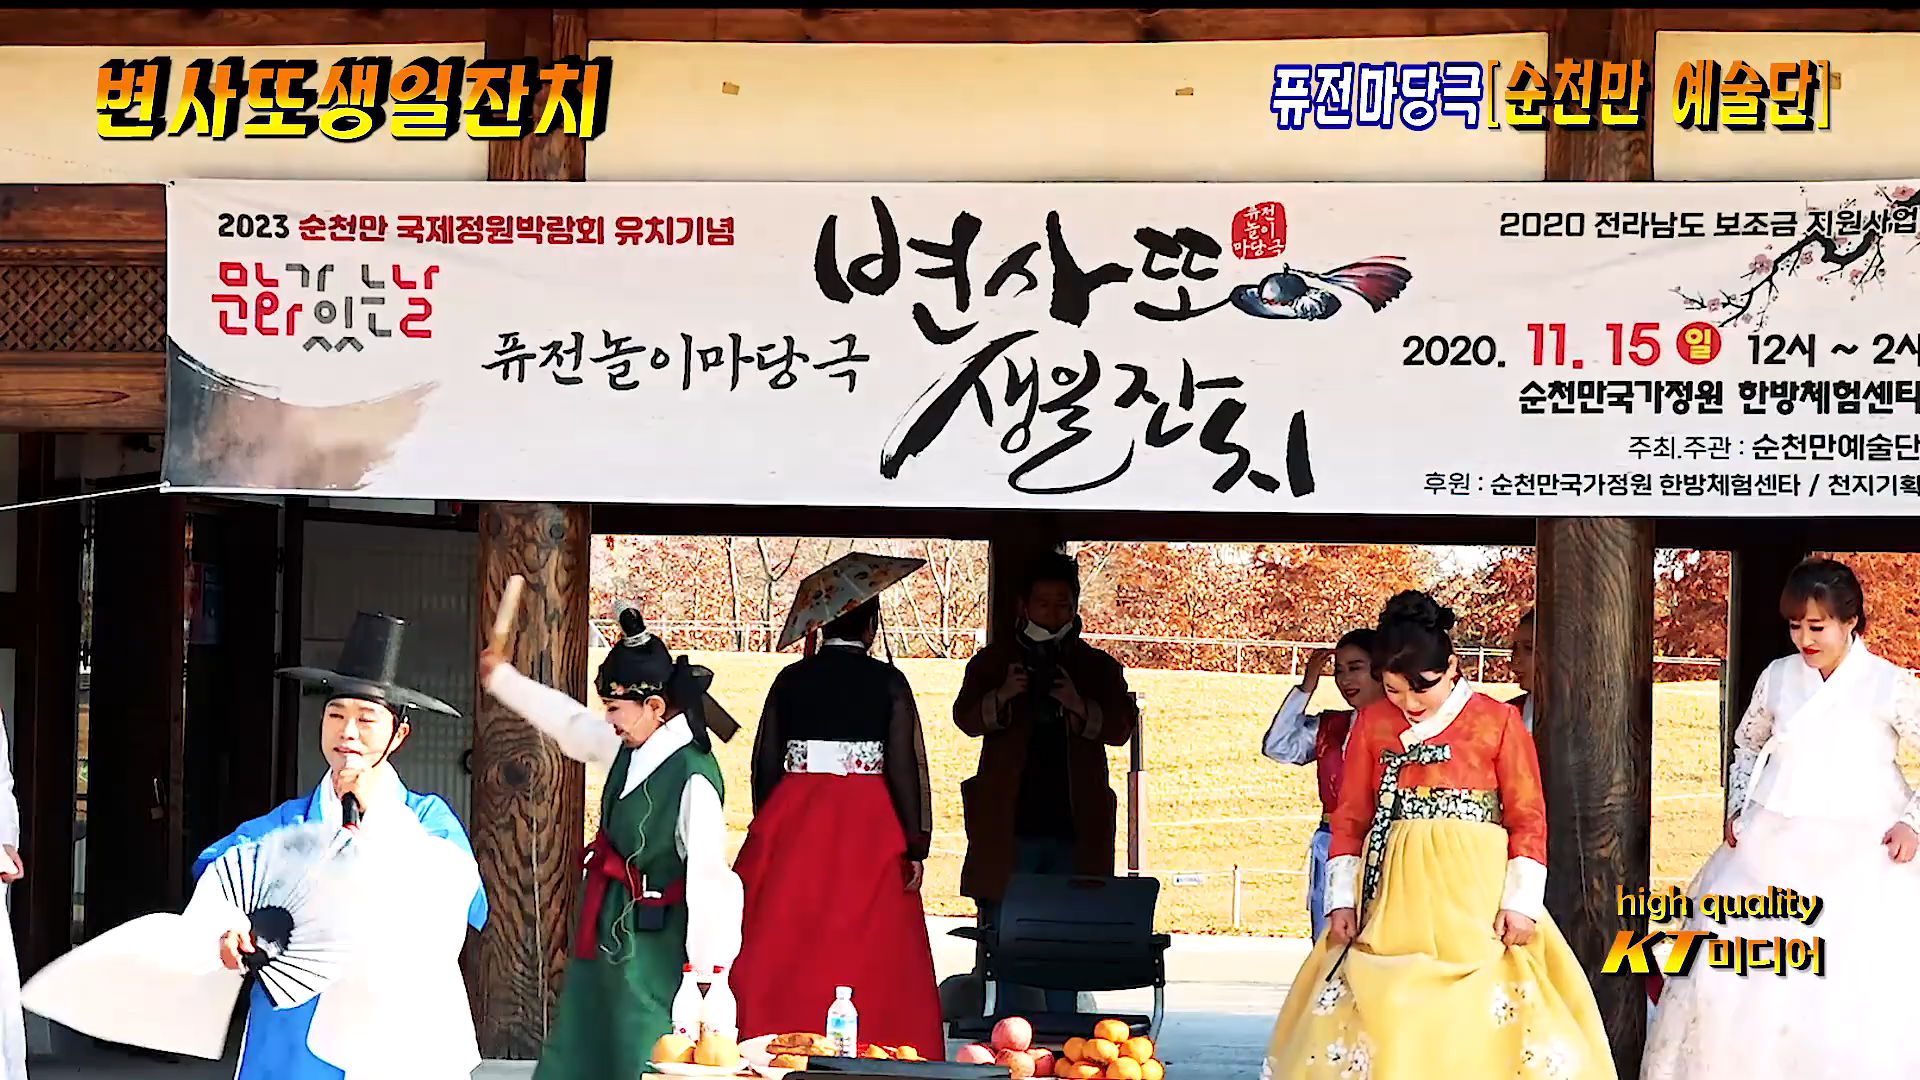 변사또생일잔치
퓨전마당극[순천만 예술단]
2023 순천만 국제정원박람회 유치기념
문화가 있는 날
퓨전놀이마당극
변사또
생일잔치
퓨전
놀이
마당극
2020 전라남도 보조금 지원사업
2020. 11. 15 일 12시 ~ 2시
순천만국가정원 한방체험센타
주최.주관 : 순천만예술단
후원 : 순천만국가정원 한방체험센타 / 천지기획
high quality
KT미디어